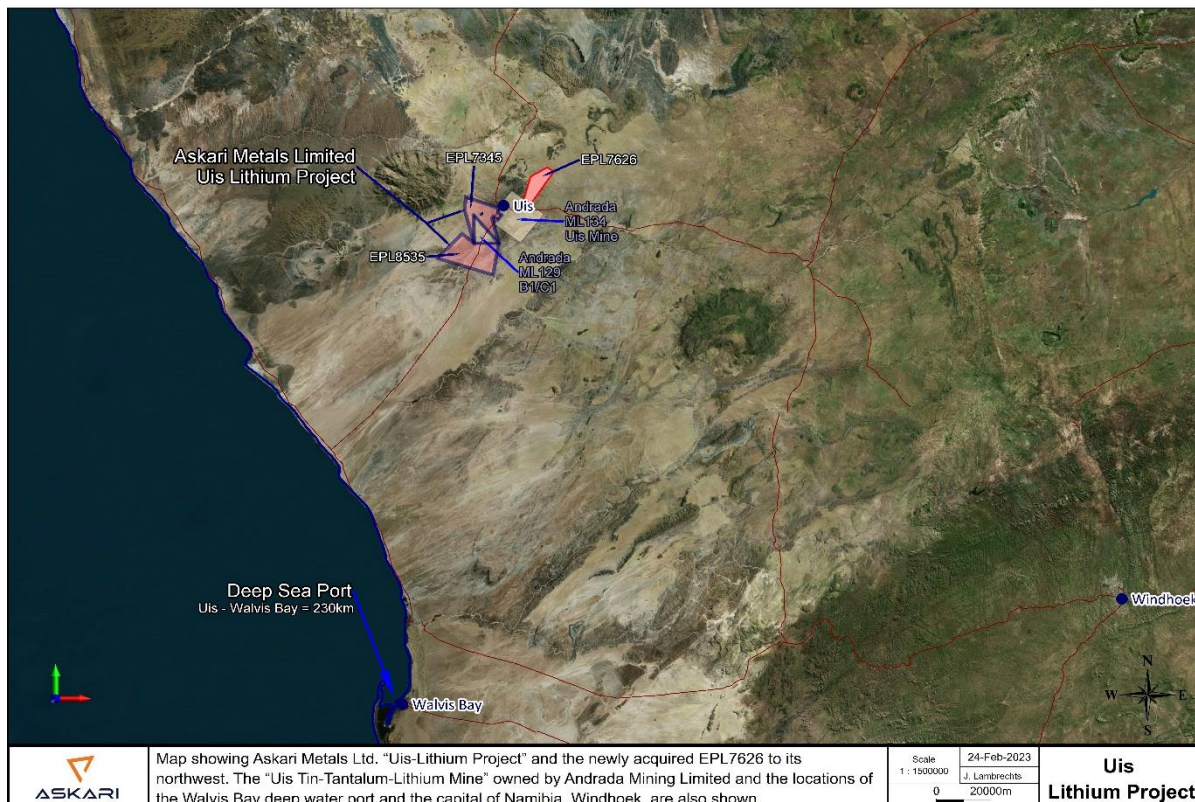 Askari Metals Limited
Uis Lithium Project
EPL7345
EPL7626
Uis
Andrada
ML134
Uis Mine
EPL8535
Andrada
ML129
B1/C1
Deep Sea Port
Uis - Walvis Bay = 230km
Walvis Bay
Windhoek
N
W
E
S
ASKARI
Map showing Askari Metals Ltd. “Uis-Lithium Project” and the newly acquired EPL7626 to its
northwest. The “Uis Tin-Tantalum-Lithium Mine” owned by Andrada Mining Limited and the locations of
the Walvis Bay deep water port and the capital of Namibia, Windhoek, are also shown
Scale
1 : 1500000
0 20000m
24-Feb-2023
J. Lambrechts
Uis
Lithium Project